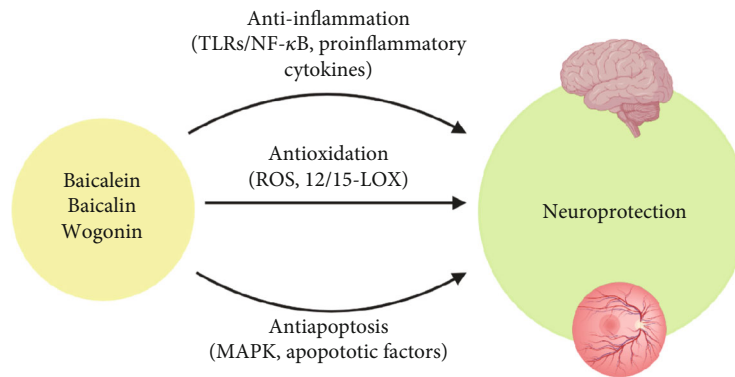 Anti-inflammation
(TLRs/NF-κB, proinflammatory
cytokines)
Baicalein
Baicalin
Wogonin
Antioxidation
(ROS, 12/15-LOX)
Neuroprotection
Antiapoptosis
(MAPK, apopototic factors)